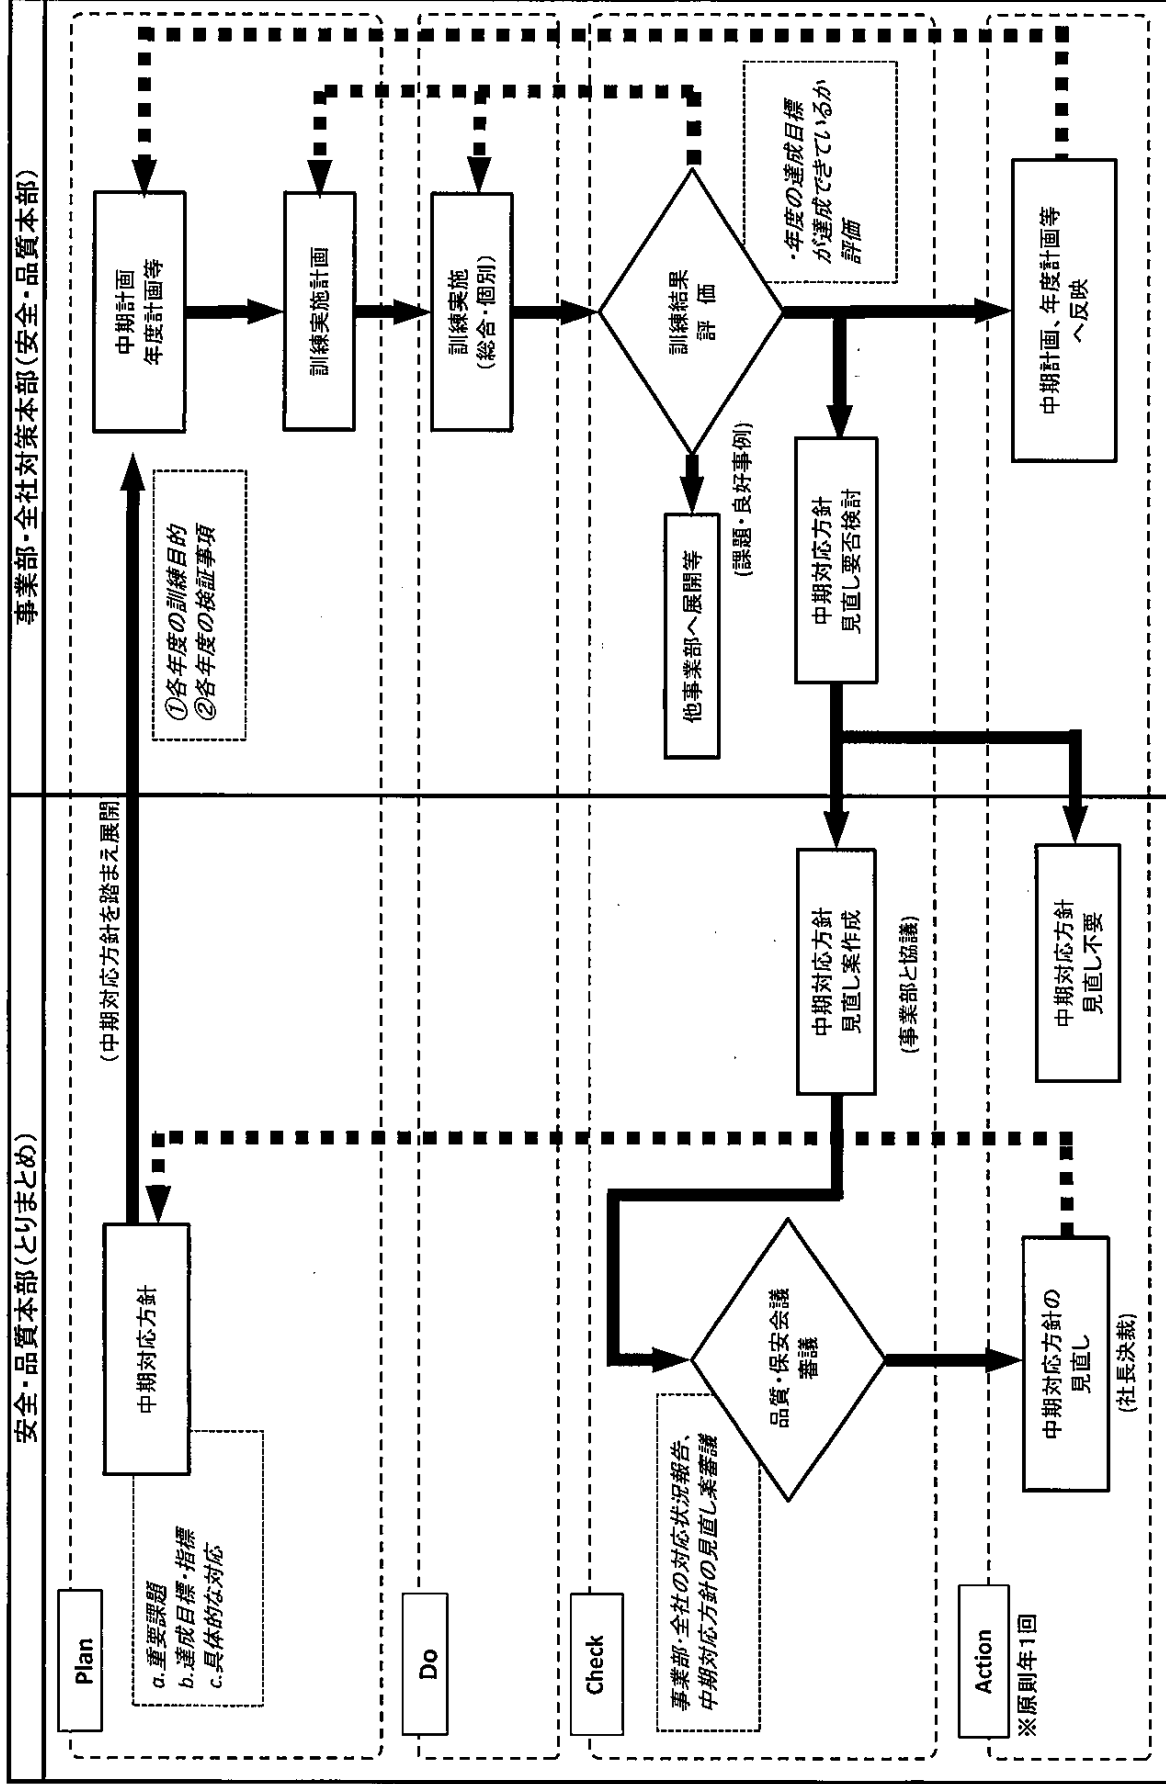 安全・品質本部(とりまとめ)
事業部・全社対策本部(安全・品質本部)
Plan
a.重要課題
b.達成目標・指標
c.具体的な対応
中期対応方針
(中期対応方針を踏まえ展開)
①各年度の訓練目的
②各年度の検証事項
中期計画
年度計画等
訓練実施計画
Do
訓練実施
(総合・個別)
Check
事業部・全社の対応状況報告、
中期対応方針の見直し案審議
品質・保安会議
審議
中期対応方針
見直し案作成
(事業部と協議)
他事業部へ展開等
(課題・良好事例)
中期対応方針
見直し要否検討
訓練結果
評 価
・年度の達成目標
が達成できているか
評価
Action
※原則年1回
中期対応方針の
見直し
(社長決裁)
中期対応方針
見直し不要
中期計画、年度計画等
へ反映